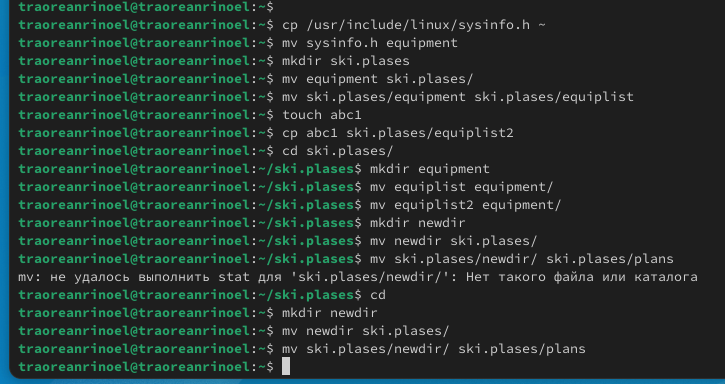 traoreanrinoel@traoreanrinoel:~$
traoreanrinoel@traoreanrinoel:~$ cp /usr/include/linux/sysinfo.h ~
traoreanrinoel@traoreanrinoel:~$ mv sysinfo.h equipment
traoreanrinoel@traoreanrinoel:~$ mkdir ski.plases
traoreanrinoel@traoreanrinoel:~$ mv equipment ski.plases/
traoreanrinoel@traoreanrinoel:~$ mv ski.plases/equipment ski.plases/equiplist
traoreanrinoel@traoreanrinoel:~$ touch abc1
traoreanrinoel@traoreanrinoel:~$ cp abc1 ski.plases/equiplist2
traoreanrinoel@traoreanrinoel:~$ cd ski.plases/
traoreanrinoel@traoreanrinoel:~/ski.plases$ mkdir equipment
traoreanrinoel@traoreanrinoel:~/ski.plases$ mv equiplist equipment/
traoreanrinoel@traoreanrinoel:~/ski.plases$ mv equiplist2 equipment/
traoreanrinoel@traoreanrinoel:~/ski.plases$ mkdir newdir
traoreanrinoel@traoreanrinoel:~/ski.plases$ mv newdir ski.plases/
traoreanrinoel@traoreanrinoel:~/ski.plases$ mv ski.plases/newdir/ ski.plases/plans
mv: не удалось выполнить stat для 'ski.plases/newdir/': Нет такого файла или каталога
traoreanrinoel@traoreanrinoel:~/ski.plases$ cd
traoreanrinoel@traoreanrinoel:~$ mkdir newdir
traoreanrinoel@traoreanrinoel:~$ mv newdir ski.plases/
traoreanrinoel@traoreanrinoel:~$ mv ski.plases/newdir/ ski.plases/plans
traoreanrinoel@traoreanrinoel:~$